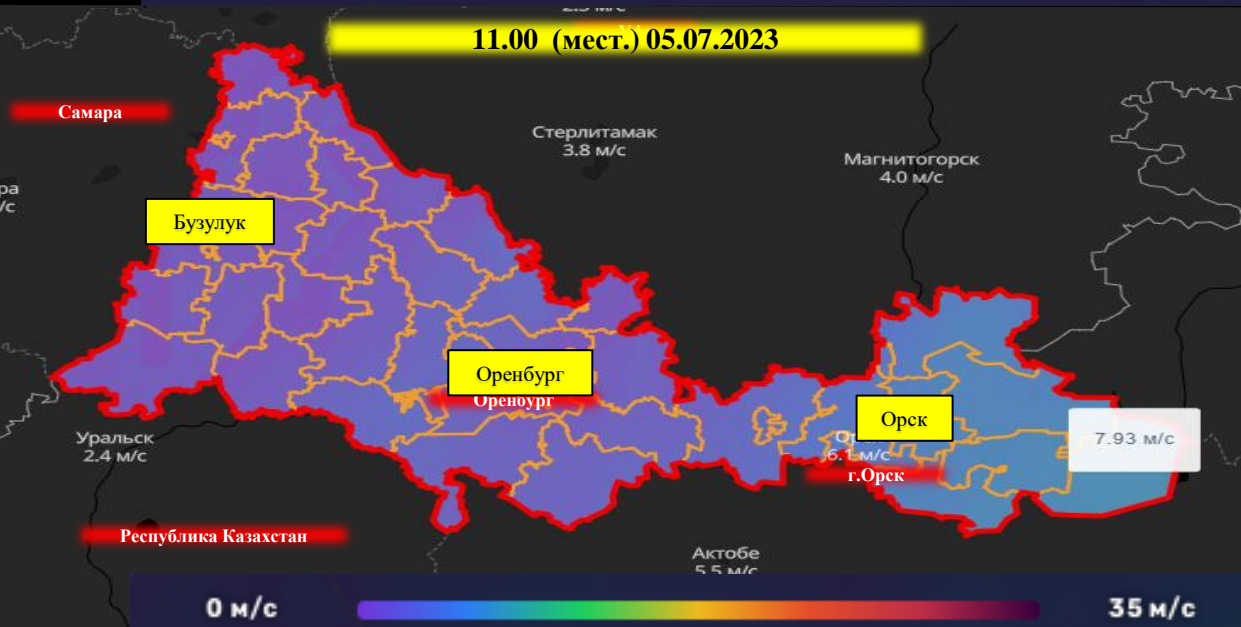 11.00 (мест.) 05.07.2023
Самара
Стерлитамак
3.8 м/с
Магнитогорск
4.0 м/с
Бузулук
Оренбург
Оренбург
Орск
6.1 м/с
г.Орск
7.93 м/с
Уральск
2.4 м/с
Республика Казахстан
Актобе
5.5 м/с
0 м/с
35 м/с